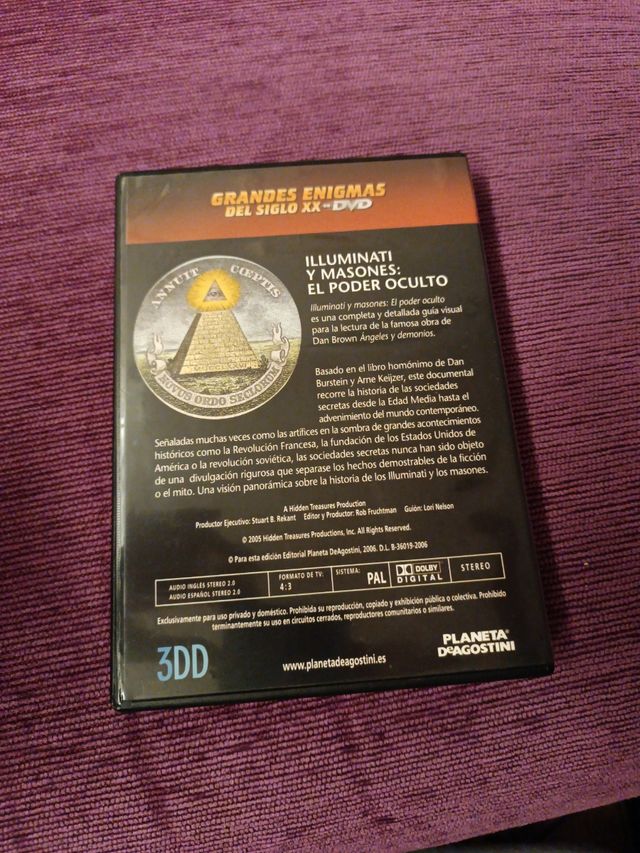 GRANDES ENIGMAS
DEL SIGLO XX EN DVD
ANNUIT CŒPTIS
NOVUS ORDO SECLORUM
ILLUMINATI
Y MASONES:
EL PODER OCULTO
Illuminati y masones: El poder oculto
es una completa y detallada guía visual
para la lectura de la famosa obra de
Dan Brown Ángeles y demonios.
Basado en el libro homónimo de Dan
Burstein y Arne Keijzer, este documental
recorre la historia de las sociedades
secretas desde la Edad Media hasta el
advenimiento del mundo contemporáneo.
Señaladas muchas veces como las artífices en la sombra de grandes acontecimientos
históricos como la Revolución Francesa, la fundación de los Estados Unidos de
América o la revolución soviética, las sociedades secretas nunca han sido objeto
de una divulgación rigurosa que separase los hechos demostrables de la ficción
o el mito. Una visión panorámica sobre la historia de los Illuminati y los masones.
A Hidden Treasures Production
Productor Ejecutivo: Stuart B. Rekant Editor y Productor: Rob Fruchtman Guión: Lori Nelson
© 2005 Hidden Treasures Productions, Inc. All Rights Reserved.
© Para esta edición Editorial Planeta DeAgostini, 2006. D.L. B-36019-2006
AUDIO INGLÉS STEREO 2.0
AUDIO ESPAÑOL STEREO 2.0
FORMATO DE TV:
4:3
SISTEMA:
PAL
DOLBY
DIGITAL
STEREO
Exclusivamente para uso privado y doméstico. Prohibida su reproducción, copiado y exhibición pública o colectiva. Prohibido
terminantemente su uso en circuitos cerrados, reproductores comunitarios o similares.
3DD
www.planetadeagostini.es
PLANETA
DeAGOSTINI